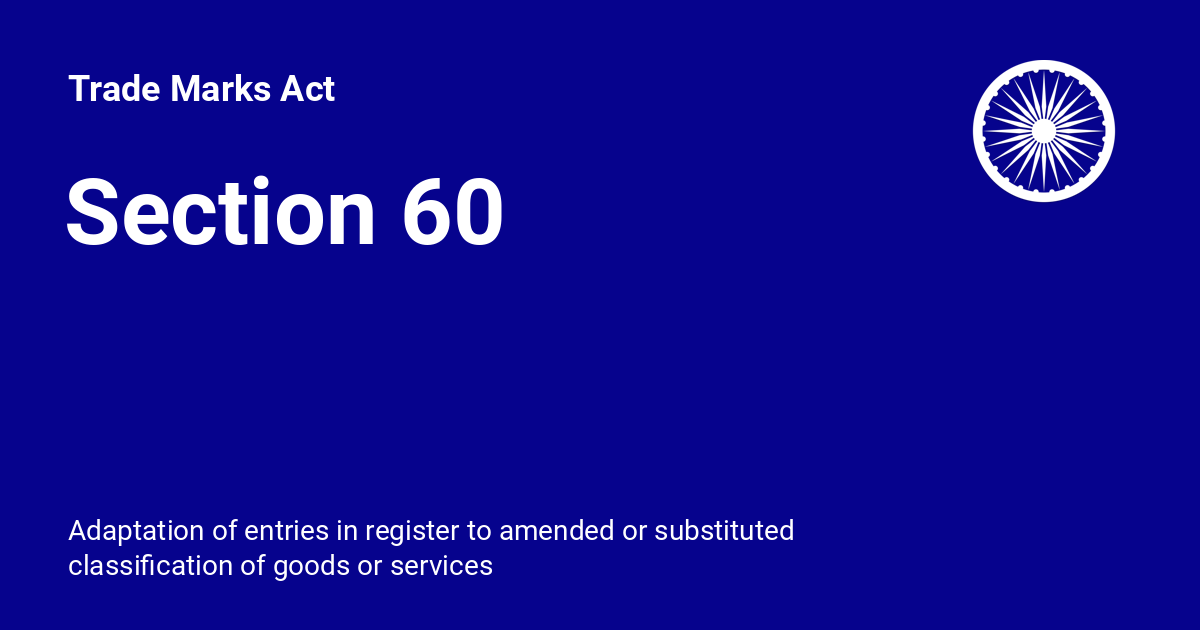 Trade Marks Act
Section 60
Adaptation of entries in register to amended or substituted
classification of goods or services